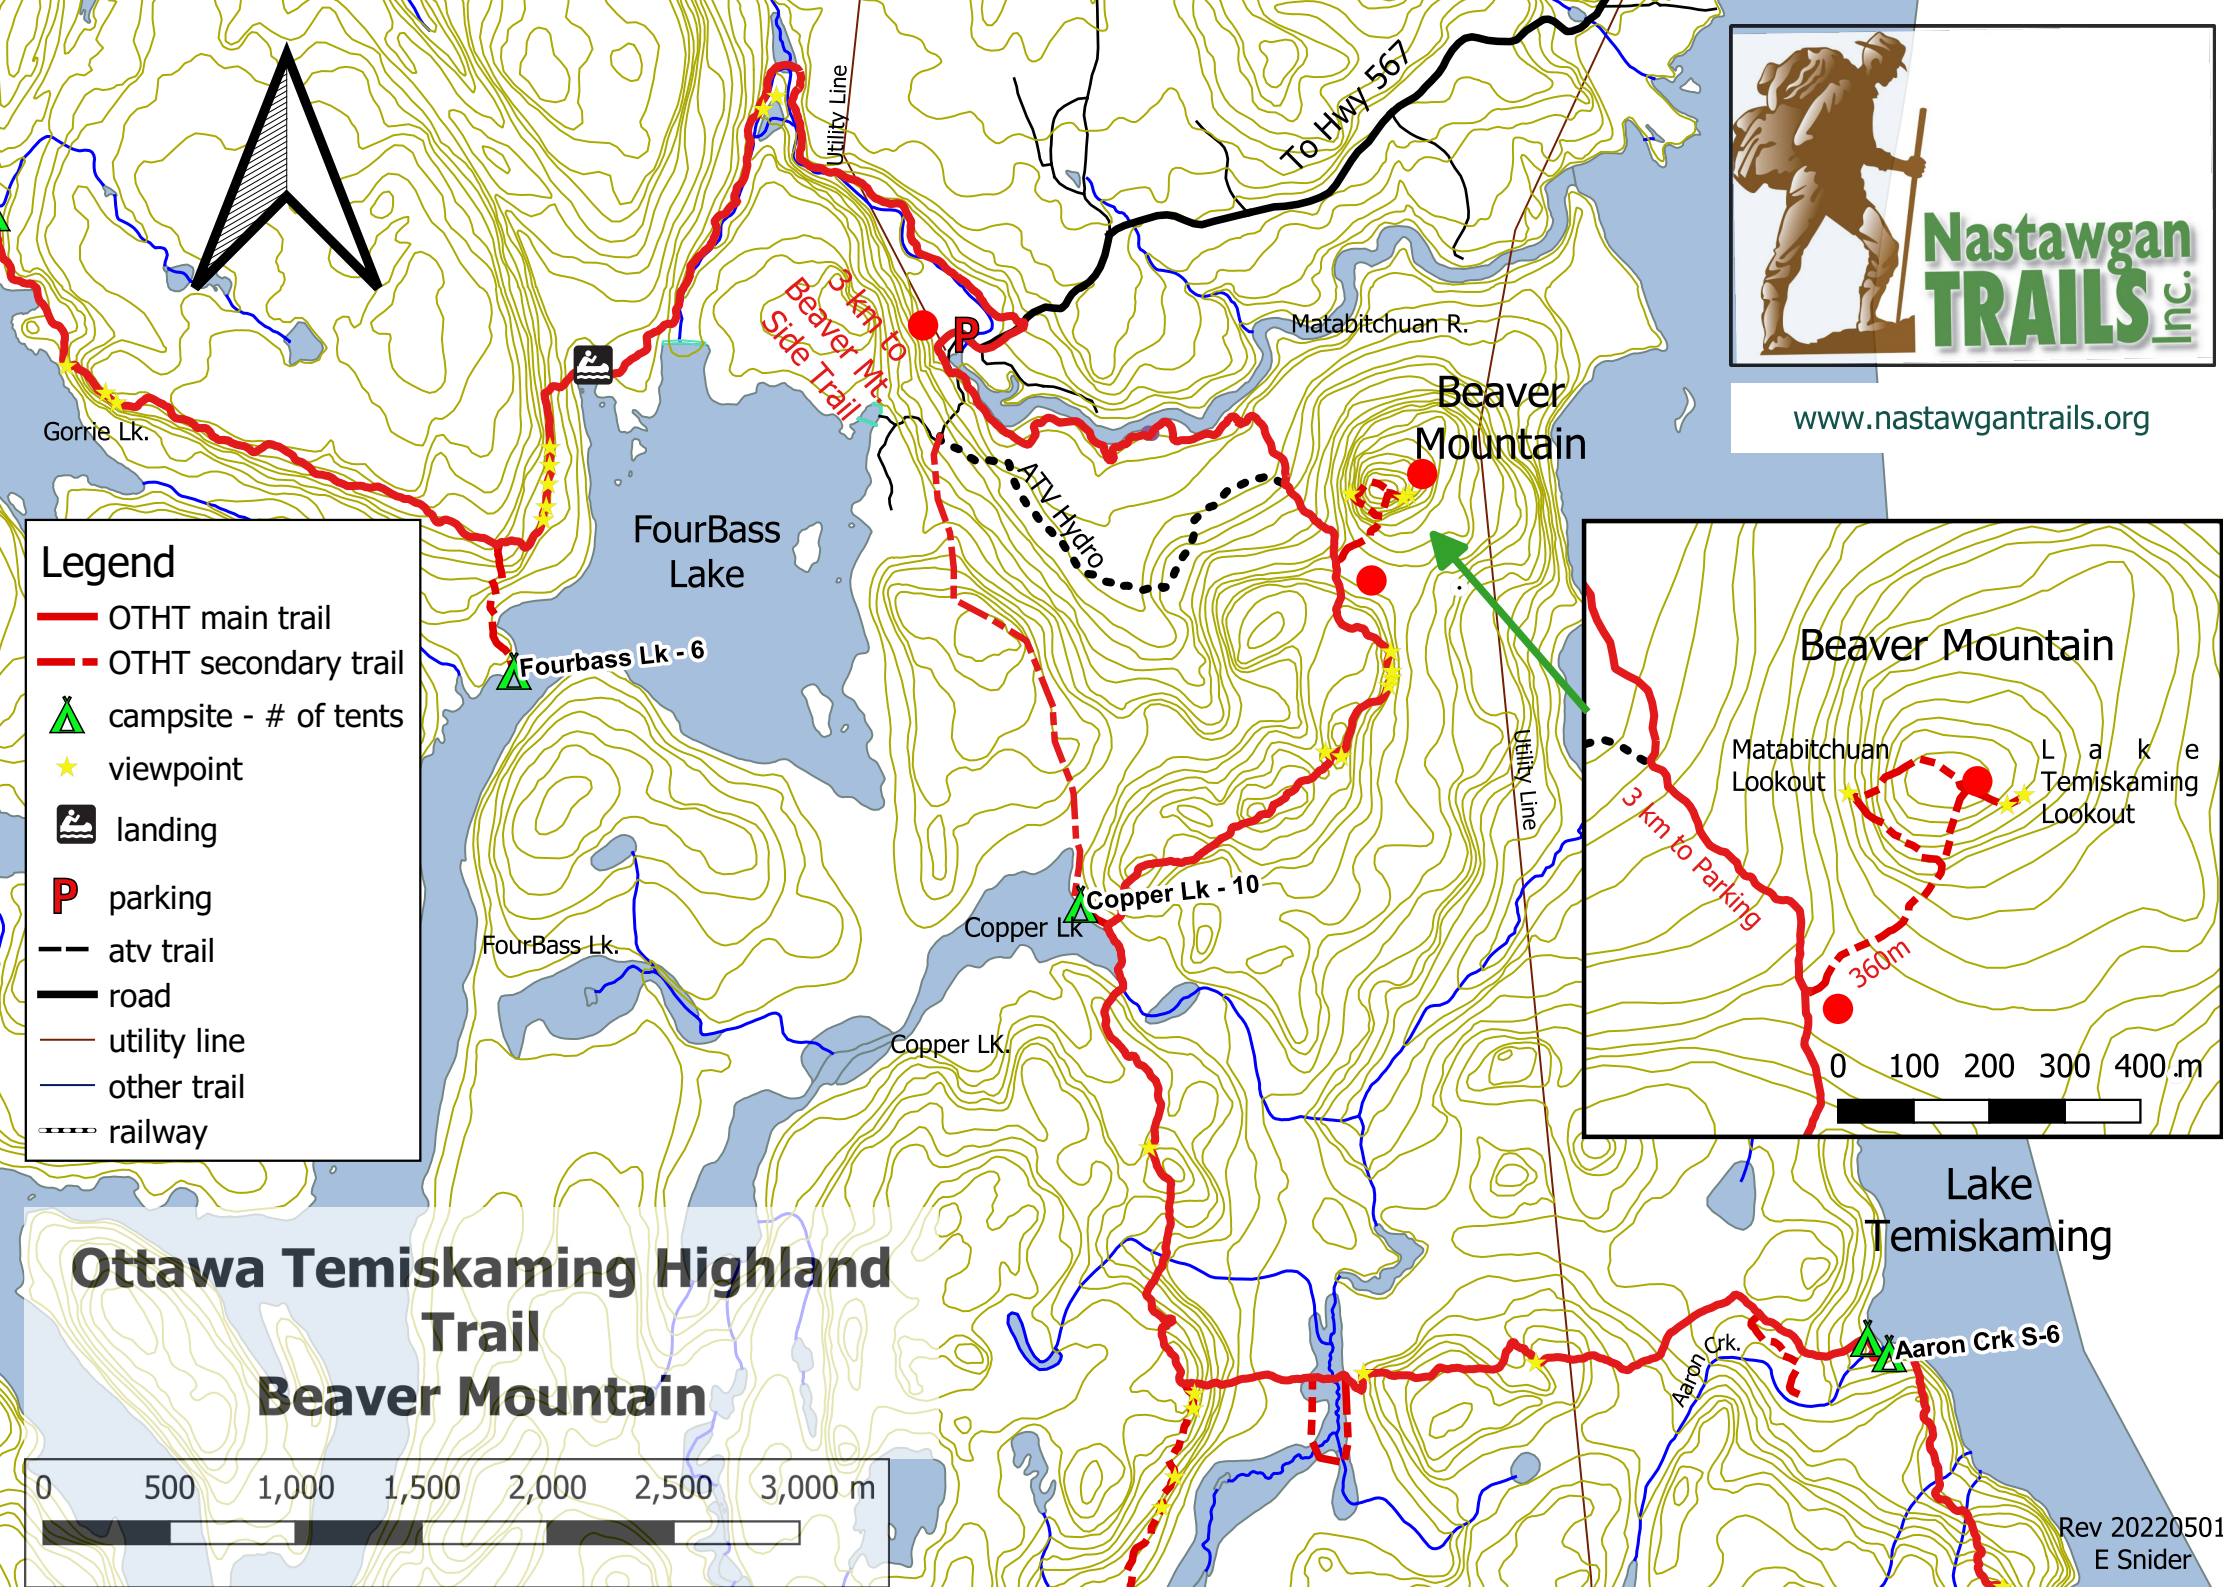 Utility Line
To Hwy 567
Nastawgan
TRAILS Inc.
www.nastawgantrails.org
3 km to
Beaver Mt
Side Trail
P
Matabitchuan R.
Beaver
Mountain
Gorrie Lk.
ATV Hydro
FourBass
Lake
Legend
OTHT main trail
OTHT secondary trail
campsite - # of tents
viewpoint
landing
P parking
atv trail
road
utility line
other trail
railway
Fourbass Lk - 6
Utility Line
Copper Lk - 10
Copper Lk
FourBass Lk.
Copper LK.
Beaver Mountain
Matabitchuan
Lookout
Lake
Temiskaming
Lookout
3 km to Parking
360m
0 100 200 300 400 m
Lake
Temiskaming
Aaron Crk.
Aaron Crk S-6
Ottawa Temiskaming Highland
Trail
Beaver Mountain
0 500 1,000 1,500 2,000 2,500 3,000 m
Rev 20220501
E Snider